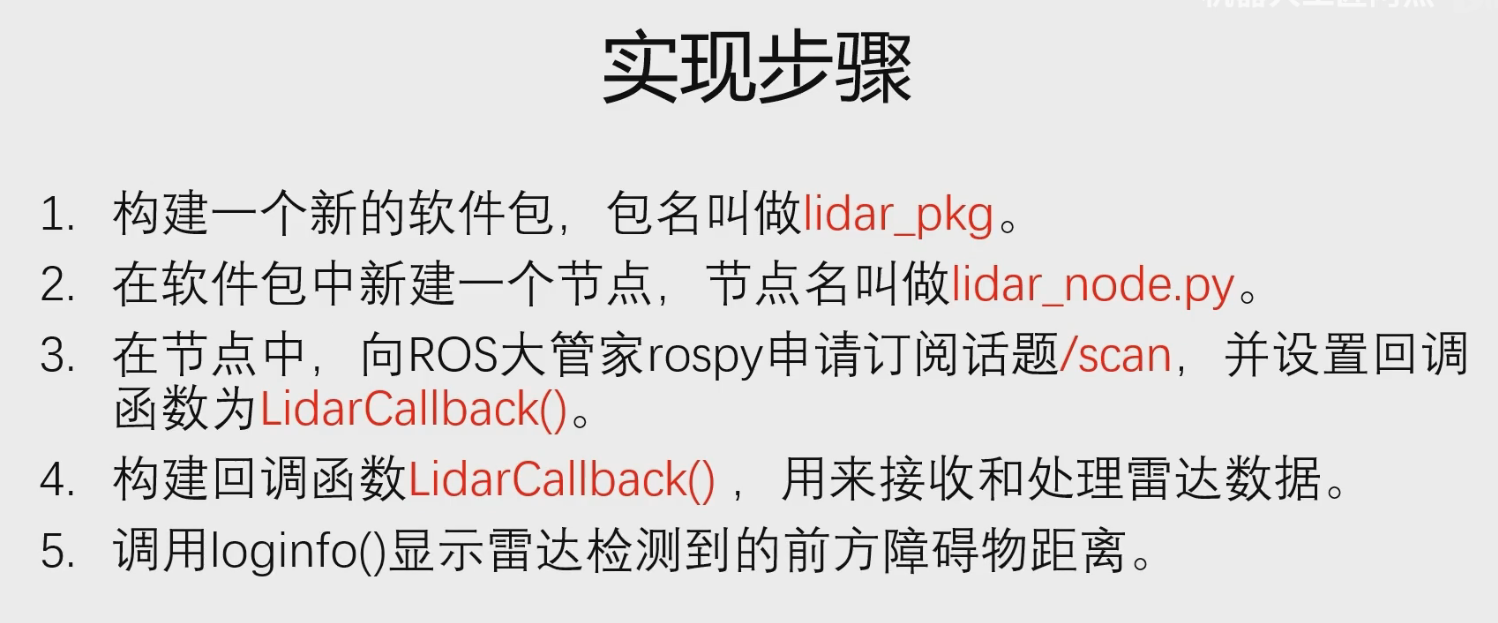 实现步骤
1. 构建一个新的软件包，包名叫做lidar_pkg。
2. 在软件包中新建一个节点，节点名叫做lidar_node.py。
3. 在节点中，向ROS大管家rospy申请订阅话题/scan，并设置回调
函数为LidarCallback()。
4. 构建回调函数LidarCallback() ，用来接收和处理雷达数据。
5. 调用loginfo()显示雷达检测到的前方障碍物距离。